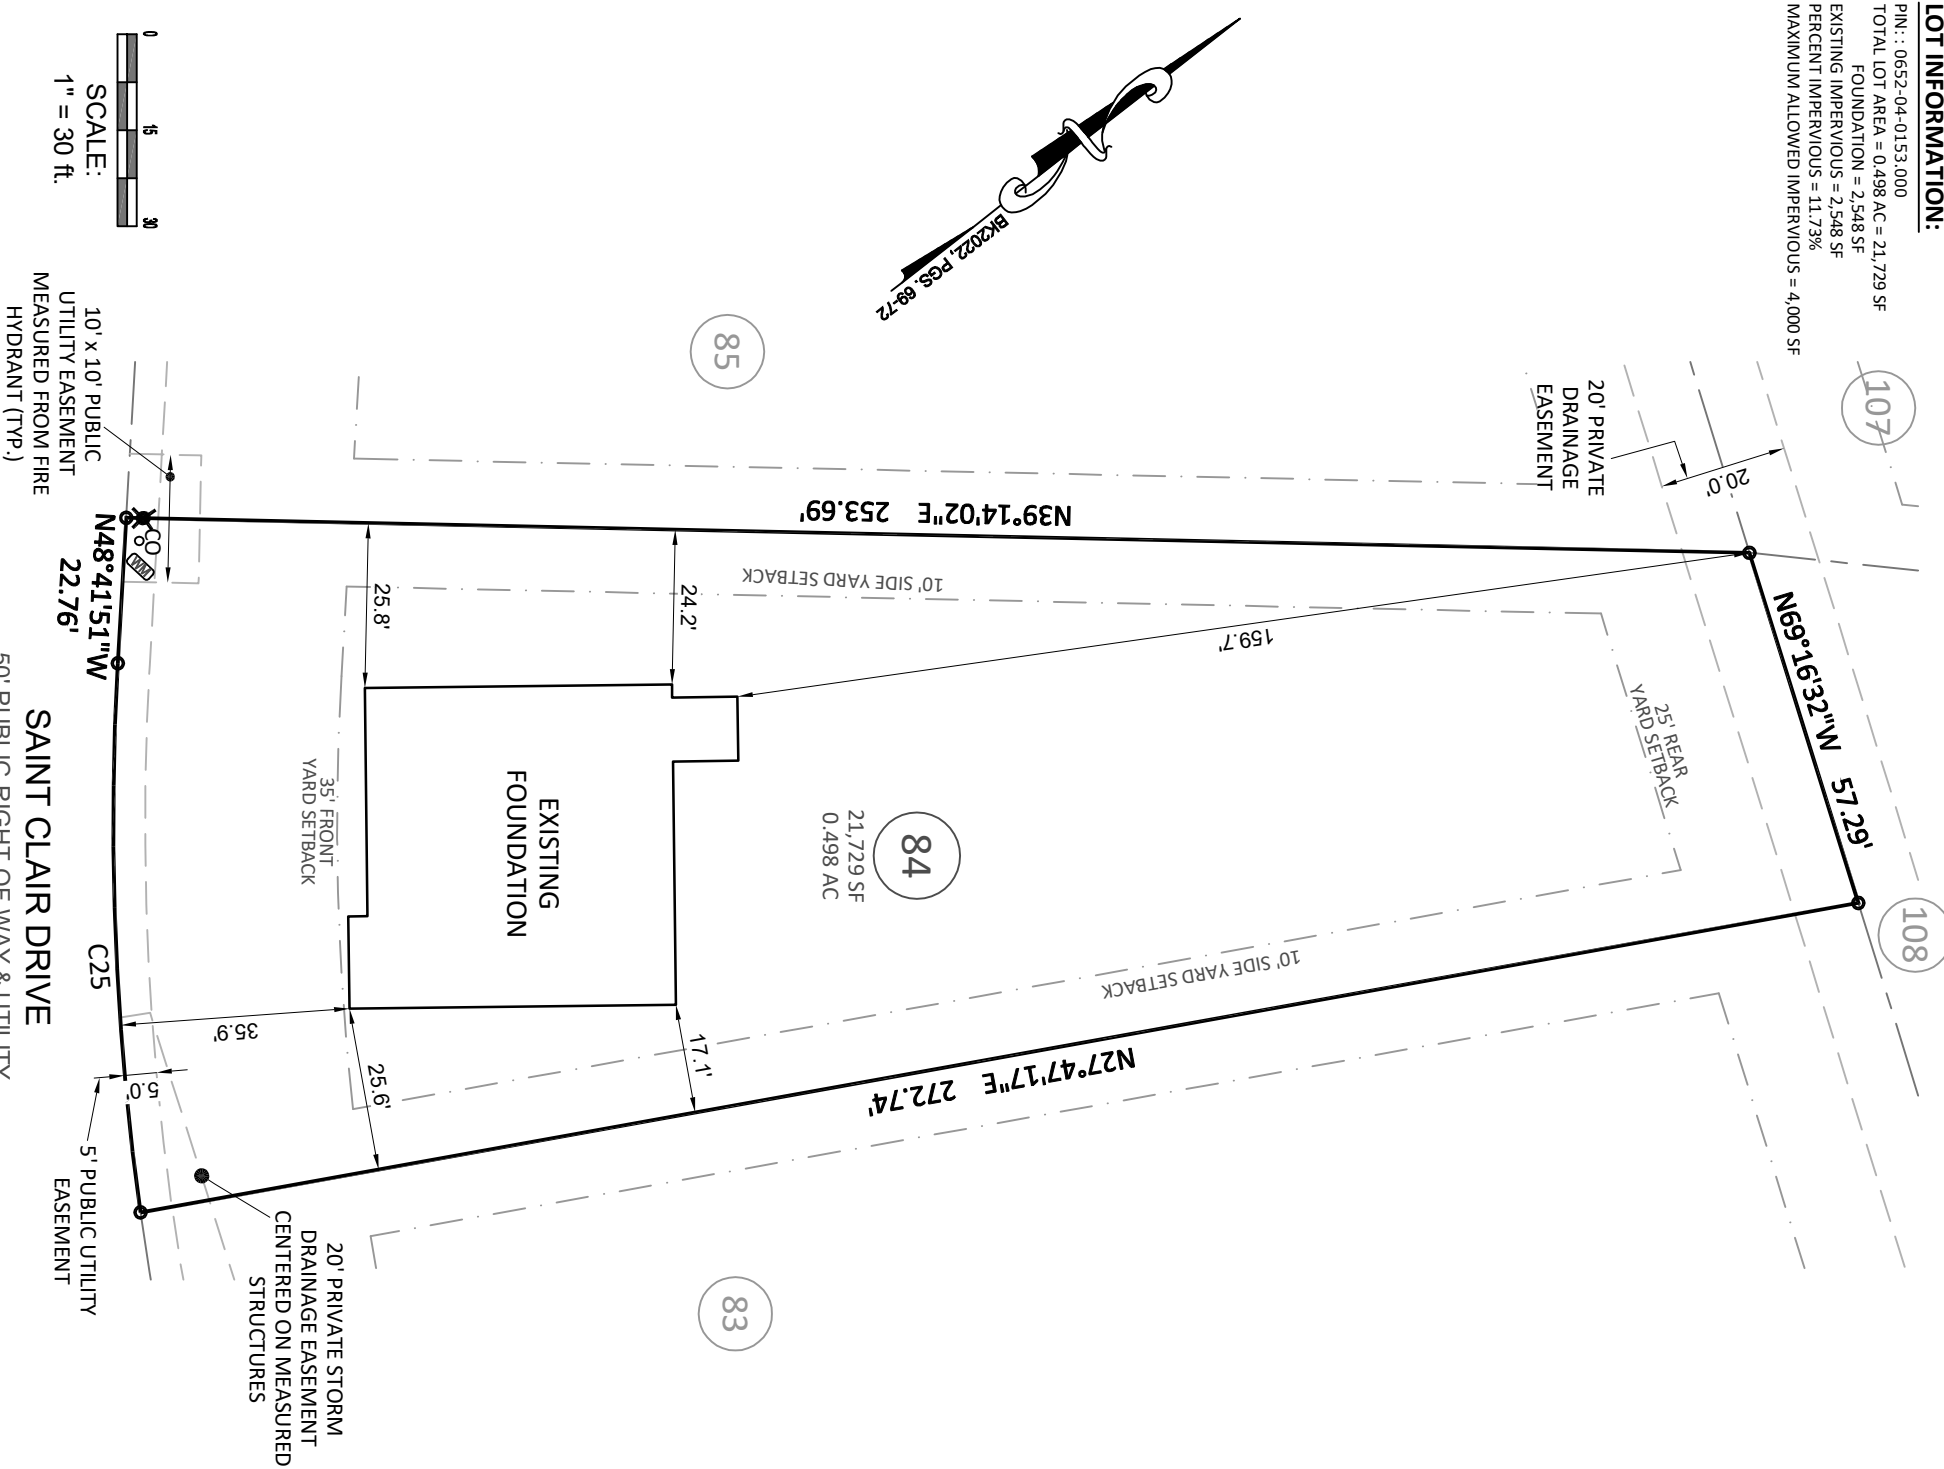 LOT INFORMATION:
PIN: : 0652-04-0153.000
TOTAL LOT AREA = 0.498 AC = 21,729 SF
FOUNDATION = 2,548 SF
EXISTING IMPERVIOUS = 2,548 SF
PERCENT IMPERVIOUS = 11.73%
MAXIMUM ALLOWED IMPERVIOUS = 4,000 SF
107
108
20' PRIVATE
DRAINAGE
EASEMENT
20.0'
N69°16'32"W 57.29'
25' REAR
YARD SETBACK
BK2022, PGS. 69-72
85
N39°14'02"E 253.69'
10' SIDE YARD SETBACK
159.7'
24.2'
25.8'
84
21,729 SF
0.498 AC
EXISTING
FOUNDATION
10' SIDE YARD SETBACK
N27°47'17"E 272.74'
17.1'
25.6'
83
35' FRONT
YARD SETBACK
35.9'
5.0'
20' PRIVATE STORM
DRAINAGE EASEMENT
CENTERED ON MEASURED
STRUCTURES
5' PUBLIC UTILITY
EASEMENT
0 15 30
SCALE:
1" = 30 ft.
10' x 10' PUBLIC
UTILITY EASEMENT
MEASURED FROM FIRE
HYDRANT (TYP.)
CO
WM
N48°41'51"W
22.76'
C25
SAINT CLAIR DRIVE
50' PUBLIC RIGHT OF WAY & UTILITY